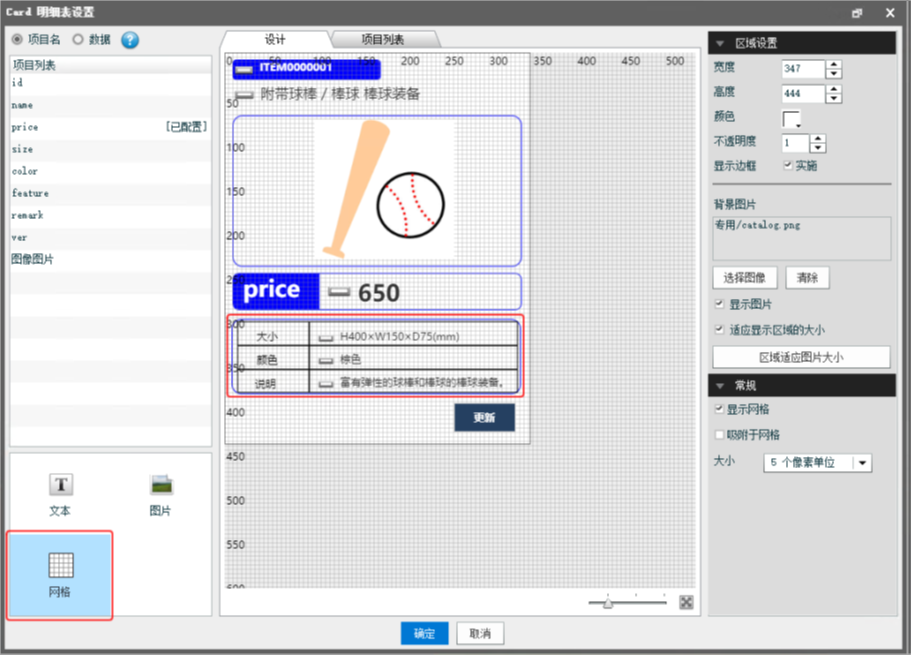 Card 明细表设置
项目名 数据 ?
项目列表
id
name
price [已配置]
size
color
feature
remark
ver
图像图片
T
文本
图片
网格
设计
项目列表
0 50 100 150 200 250 300 350 400 450 500
50
100
150
200
250
300
350
400
450
500
550
600
ITEM0000001
附带球棒 / 棒球 棒球装备
price
650
大小 H400×W150×D75(mm)
颜色 棕色
说明 富有弹性的球棒和棒球的棒球装备。
更新
区域设置
宽度 347
高度 444
颜色
不透明度 1
显示边框 实施
背景图片
专用/catalog.png
选择图像 清除
显示图片
适应显示区域的大小
区域适应图片大小
常规
显示网格
吸附于网格
大小 5 个像素单位
确定 取消